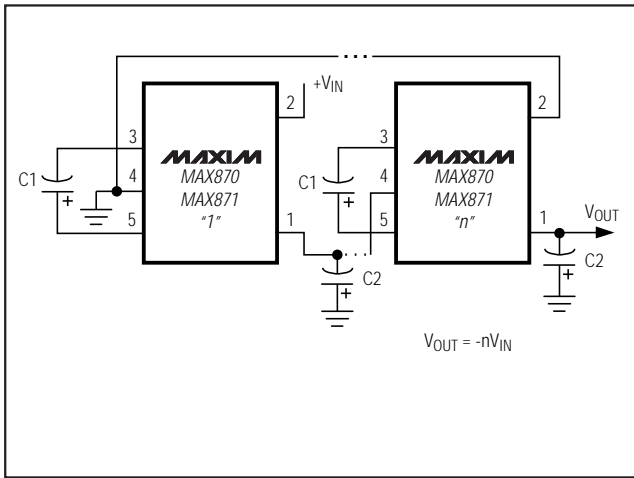 ...
+VIN
2
2
3
MAXIM
MAX870
MAX871
"1"
4
5
1
C1
+
3
MAXIM
MAX870
MAX871
"n"
4
5
1
C1
+
VOUT
C2
+
C2
+
VOUT = -nVIN